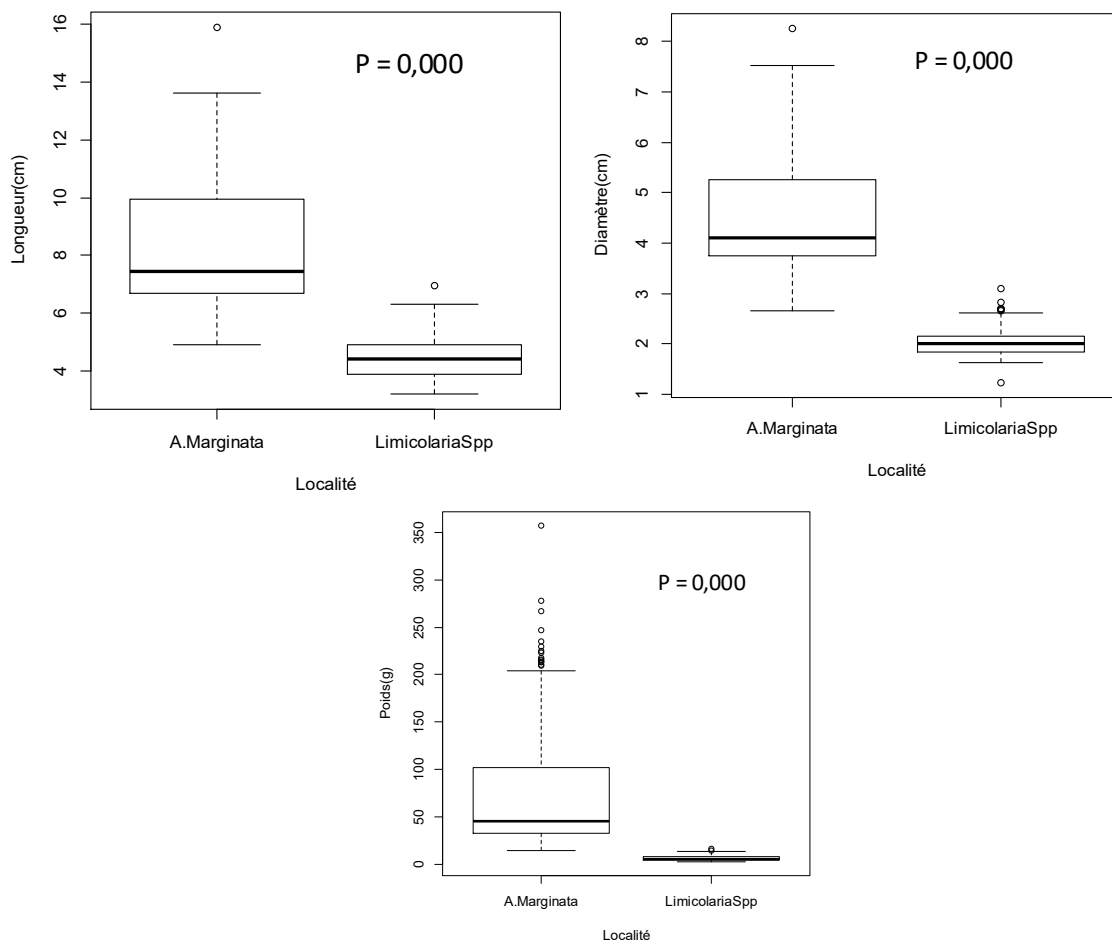 Longueur(cm)
16
14
12
10
8
6
4
P = 0,000
A.Marginata LimicolariaSpp
Localité
Diamètre(cm)
8
7
6
5
4
3
2
1
P = 0,000
A.Marginata LimicolariaSpp
Localité
Poids(g)
350
300
250
200
150
100
50
0
P = 0,000
A.Marginata LimicolariaSpp
Localité